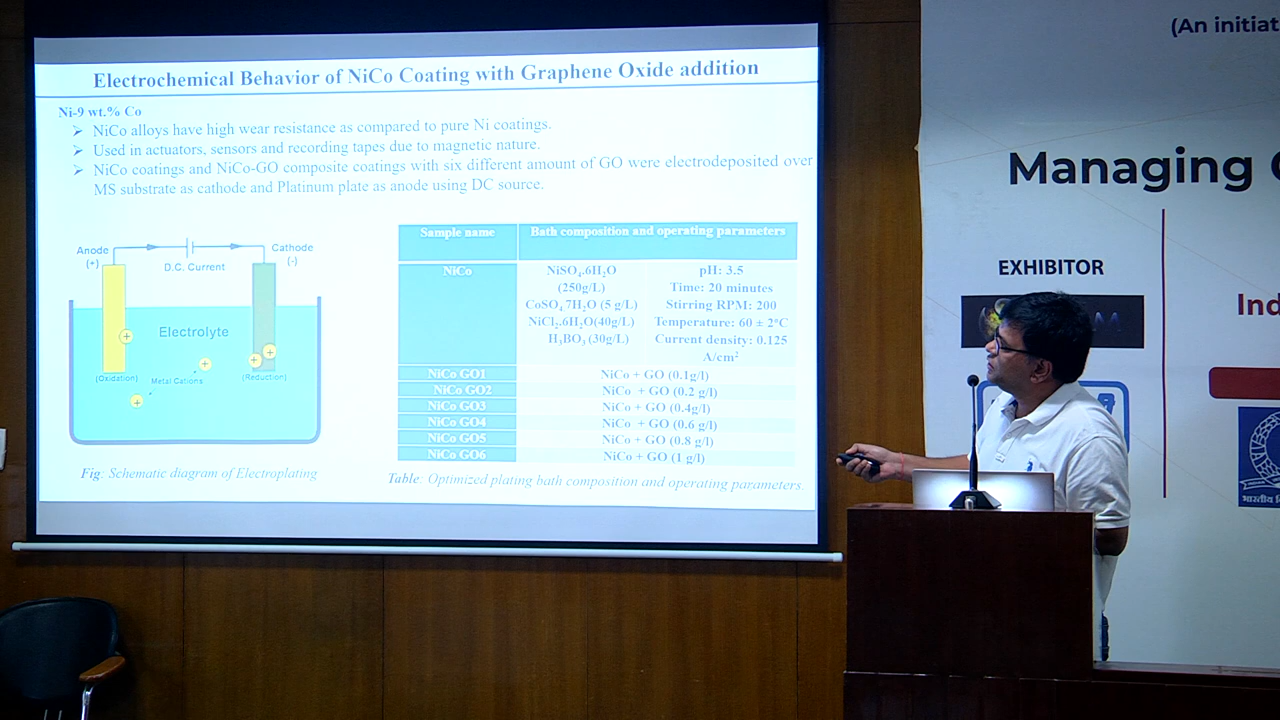 Electrochemical Behavior of NiCo Coating with Graphene Oxide addition
Ni-9 wt.% Co
➤ NiCo alloys have high wear resistance as compared to pure Ni coatings.
➤ Used in actuators, sensors and recording tapes due to magnetic nature.
➤ NiCo coatings and NiCo-GO composite coatings with six different amount of GO were electrodeposited over
MS substrate as cathode and Platinum plate as anode using DC source.
Anode
(+)
D.C. Current
Cathode
(-)
Electrolyte
(Oxidation)
Metal Cations
(Reduction)
Fig: Schematic diagram of Electroplating
Sample name Bath composition and operating parameters
NiCo NiSO₄.6H₂O pH: 3.5
(250g/L) Time: 20 minutes
CoSO₄7H₂O (5 g/L) Stirring RPM: 200
NiCl₂.6H₂O(40g/L) Temperature: 60 ± 2°C
H₃BO₃ (30g/L) Current density: 0.125
A/cm²
NiCo GO1 NiCo + GO (0.1g/l)
NiCo GO2 NiCo + GO (0.2 g/l)
NiCo GO3 NiCo + GO (0.4g/l)
NiCo GO4 NiCo + GO (0.6 g/l)
NiCo GO5 NiCo + GO (0.8 g/l)
NiCo GO6 NiCo + GO (1 g/l)
Table: Optimized plating bath composition and operating parameters.
(An initiat
Managing
EXHIBITOR
Ind